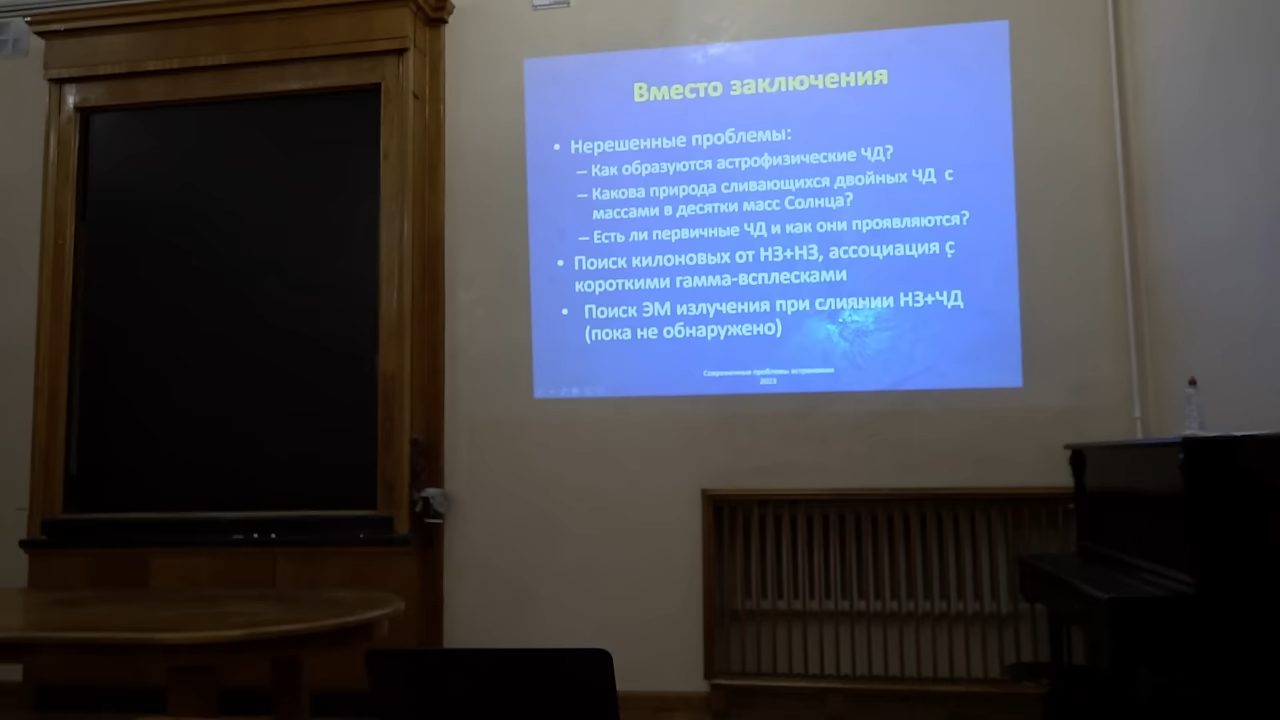 Вместо заключения
• Нерешенные проблемы:
– Как образуются астрофизические ЧД?
– Какова природа сливающихся двойных ЧД с
массами в десятки масс Солнца?
– Есть ли первичные ЧД и как они проявляются?
• Поиск килоновых от НЗ+НЗ, ассоциация с
короткими гамма-всплесками
• Поиск ЭМ излучения при слиянии НЗ+ЧД
(пока не обнаружено)
Современные проблемы астрономии
2023